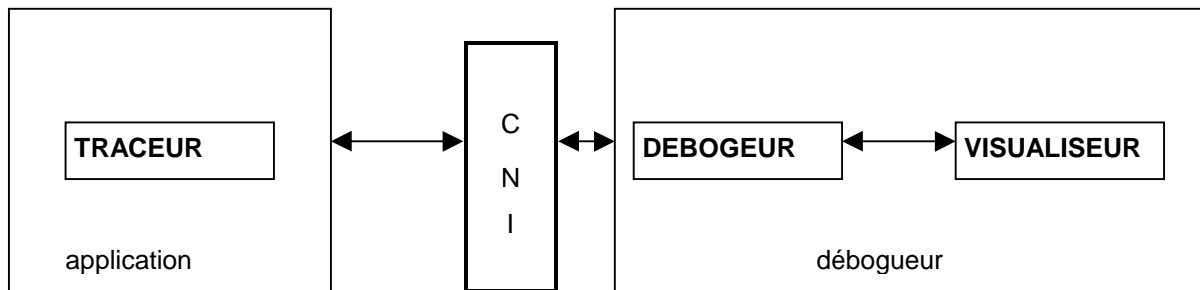 TRACEUR
application
C
N
I
DEBOGEUR
VISUALISEUR
débogueur